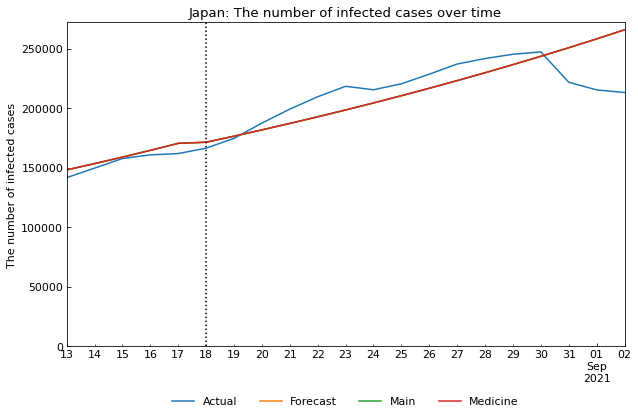 Japan: The number of infected cases over time
The number of infected cases
250000
200000
150000
100000
50000
0
13 14 15 16 17 18 19 20 21 22 23 24 25 26 27 28 29 30 31 01 02
Sep
2021
Actual Forecast Main Medicine